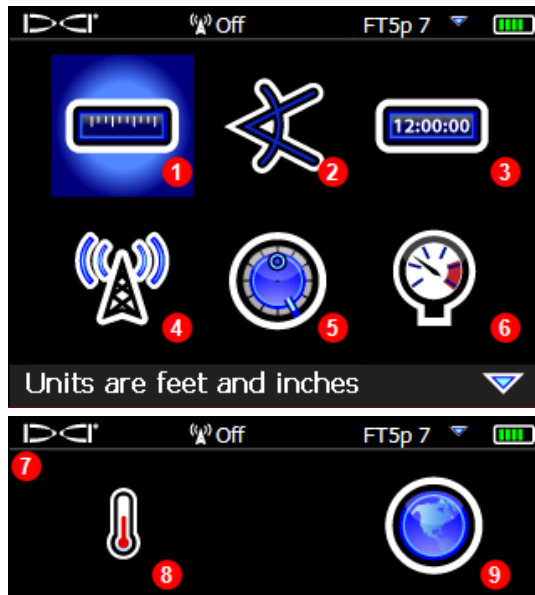 DCI Off FT5p 7
1 2 12:00:00 3
4 5 6
Units are feet and inches
DCI Off FT5p 7
7
8 9